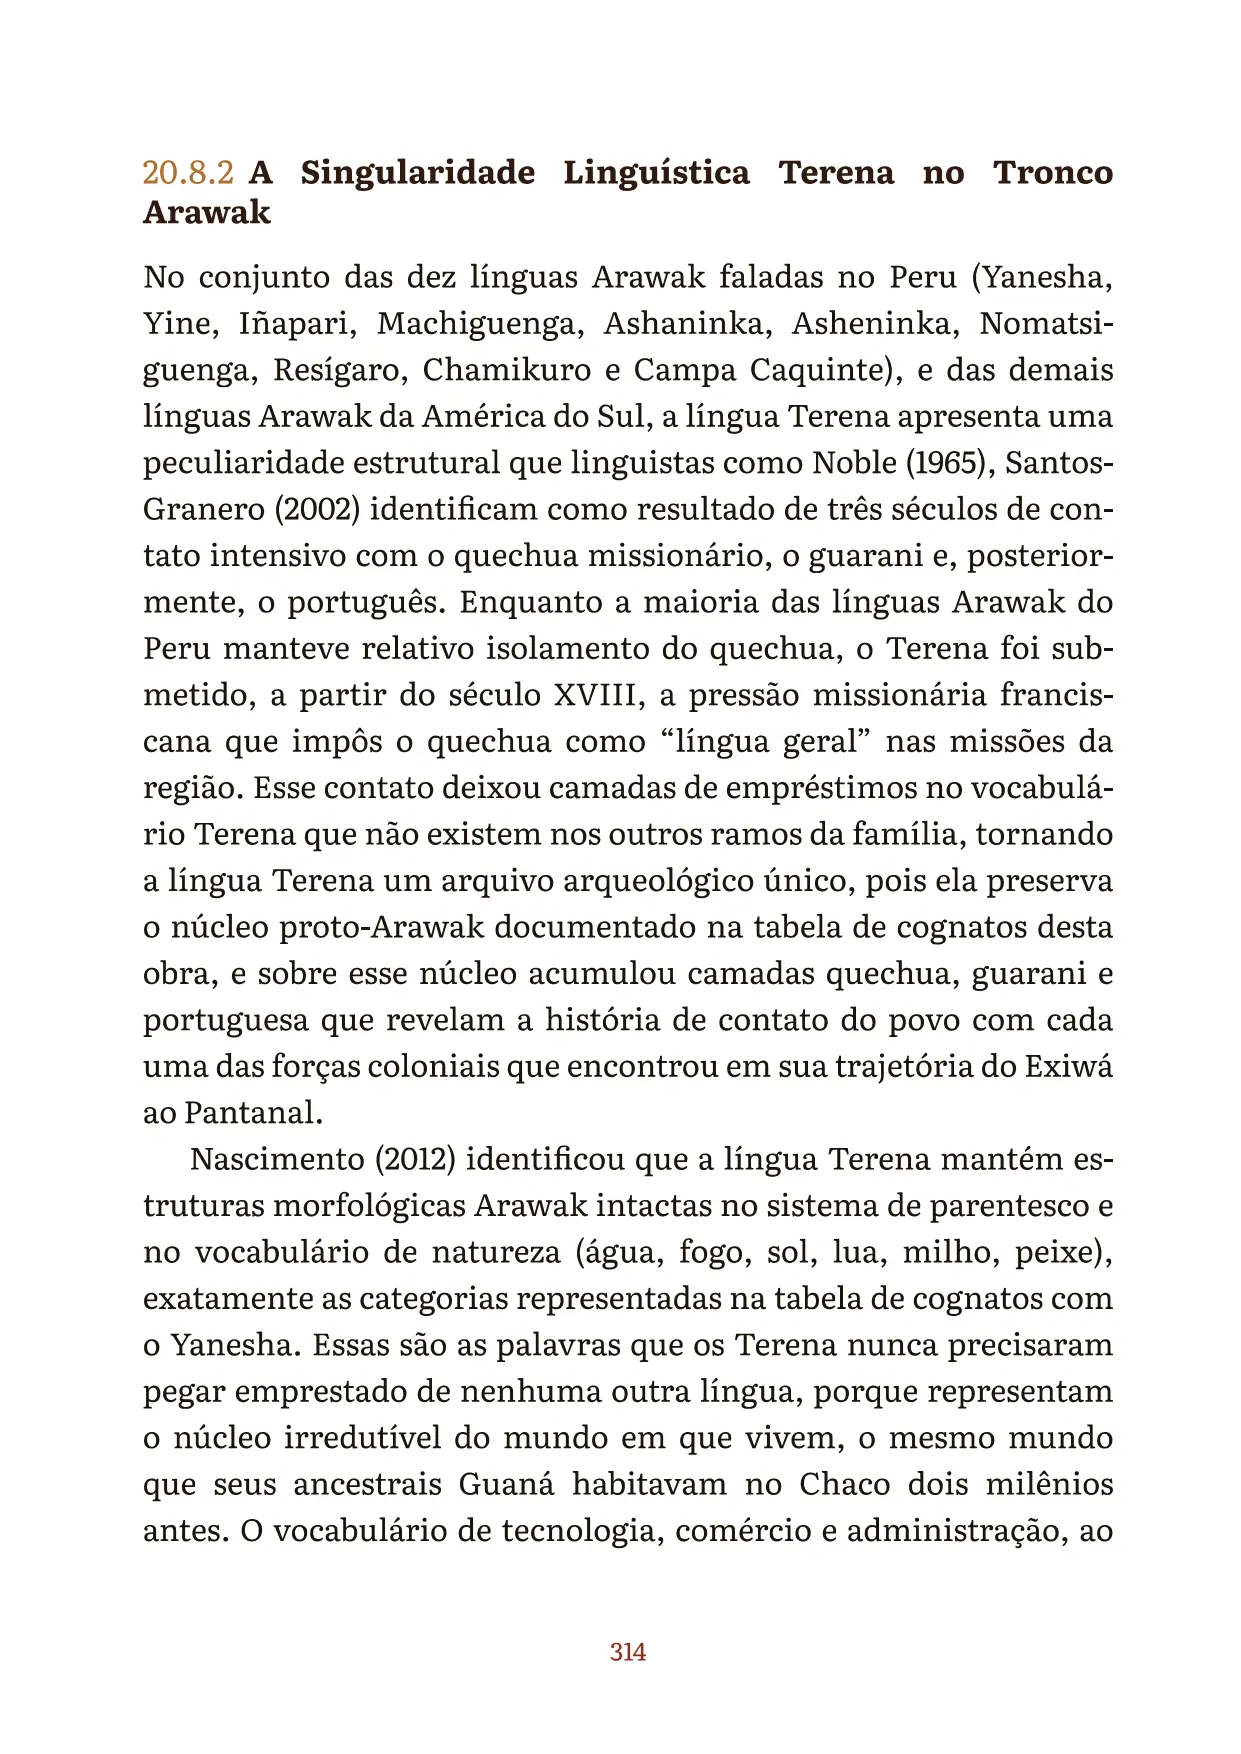 20.8.2 A Singularidade Linguística Terena no Tronco
Arawak
No conjunto das dez línguas Arawak faladas no Peru (Yanesha,
Yine, Iñapari, Machiguenga, Ashaninka, Asheninka, Nomatsi-
guenga, Resígaro, Chamikuro e Campa Caquinte), e das demais
línguas Arawak da América do Sul, a língua Terena apresenta uma
peculiaridade estrutural que linguistas como Noble (1965), Santos-
Granero (2002) identificam como resultado de três séculos de con-
tato intensivo com o quechua missionário, o guarani e, posterior-
mente, o português. Enquanto a maioria das línguas Arawak do
Peru manteve relativo isolamento do quechua, o Terena foi sub-
metido, a partir do século XVIII, a pressão missionária francis-
cana que impôs o quechua como “língua geral” nas missões da
região. Esse contato deixou camadas de empréstimos no vocabulá-
rio Terena que não existem nos outros ramos da família, tornando
a língua Terena um arquivo arqueológico único, pois ela preserva
o núcleo proto-Arawak documentado na tabela de cognatos desta
obra, e sobre esse núcleo acumulou camadas quechua, guarani e
portuguesa que revelam a história de contato do povo com cada
uma das forças coloniais que encontrou em sua trajetória do Exiwá
ao Pantanal.
Nascimento (2012) identificou que a língua Terena mantém es-
truturas morfológicas Arawak intactas no sistema de parentesco e
no vocabulário de natureza (água, fogo, sol, lua, milho, peixe),
exatamente as categorias representadas na tabela de cognatos com
o Yanesha. Essas são as palavras que os Terena nunca precisaram
pegar emprestado de nenhuma outra língua, porque representam
o núcleo irredutível do mundo em que vivem, o mesmo mundo
que seus ancestrais Guaná habitavam no Chaco dois milênios
antes. O vocabulário de tecnologia, comércio e administração, ao
314